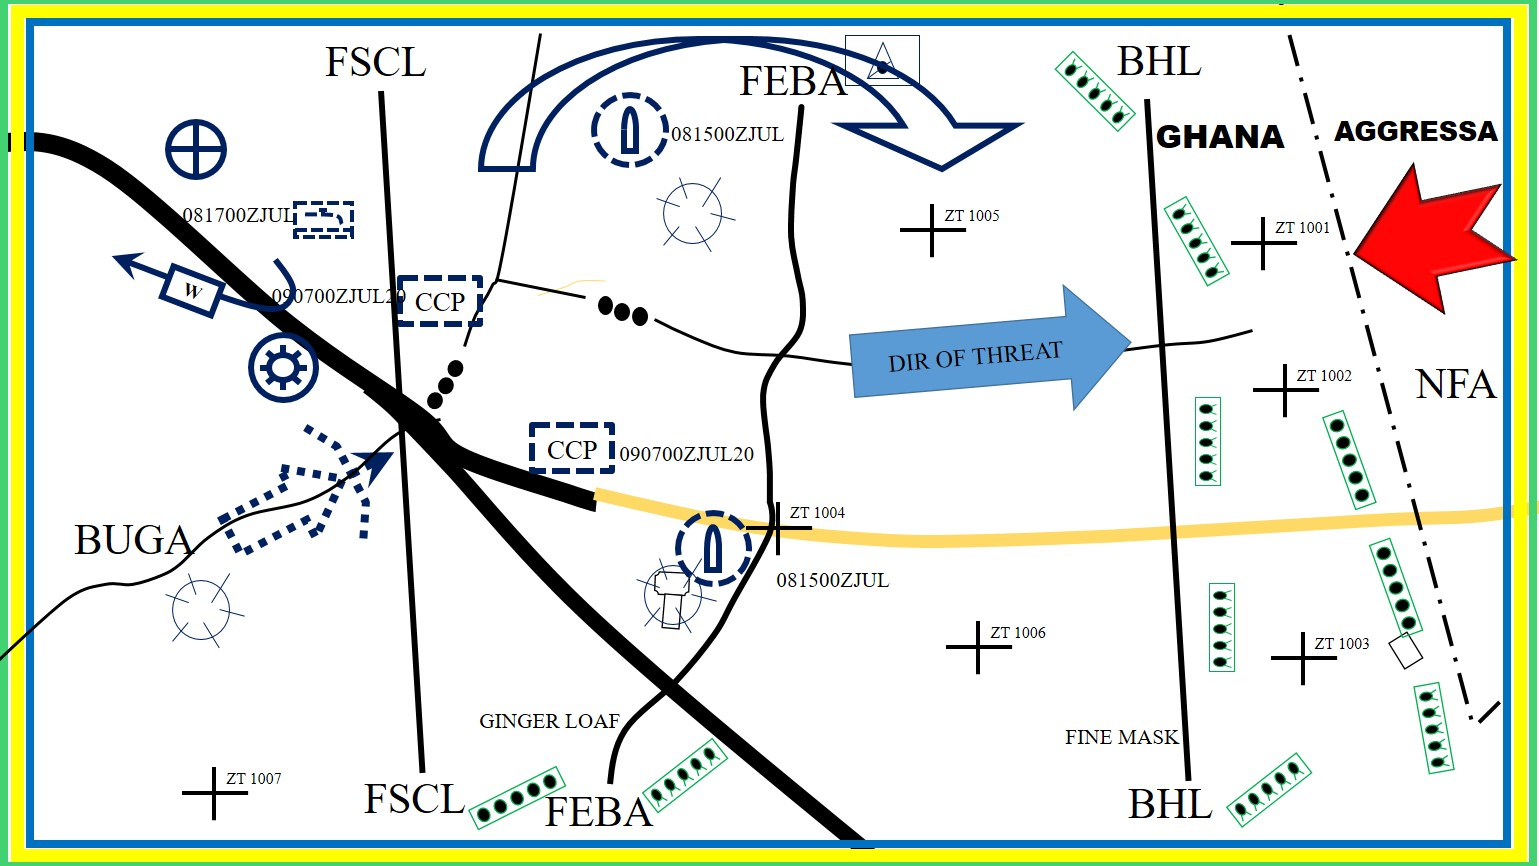 FSCL
FEBA
BHL
GHANA
AGGRESSA
081500ZJUL
081700ZJUL
ZT 1005
ZT 1001
W
090700ZJUL20
CCP
DIR OF THREAT
ZT 1002
NFA
CCP
090700ZJUL20
ZT 1004
BUGA
081500ZJUL
ZT 1006
ZT 1003
GINGER LOAF
FINE MASK
ZT 1007
FSCL
FEBA
BHL